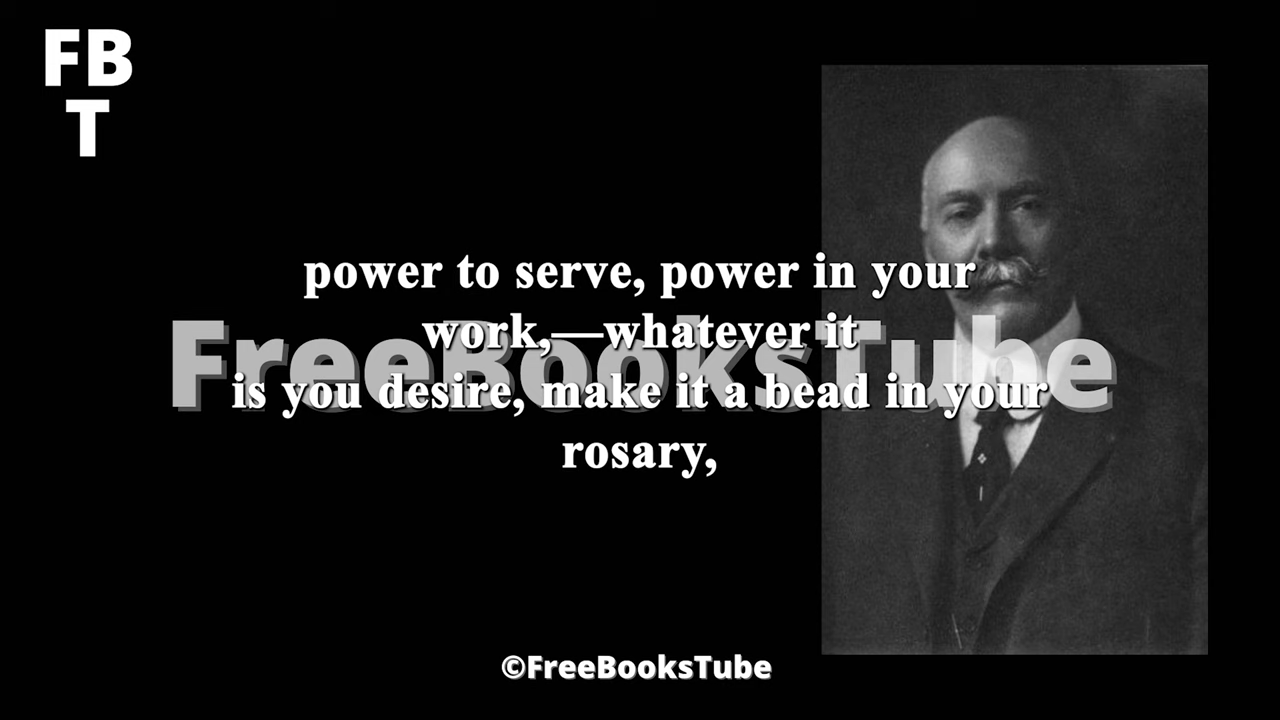 FB
T
power to serve, power in your
work,—whatever it
FreeBooksTube
is you desire, make it a bead in your
rosary,
©FreeBooksTube